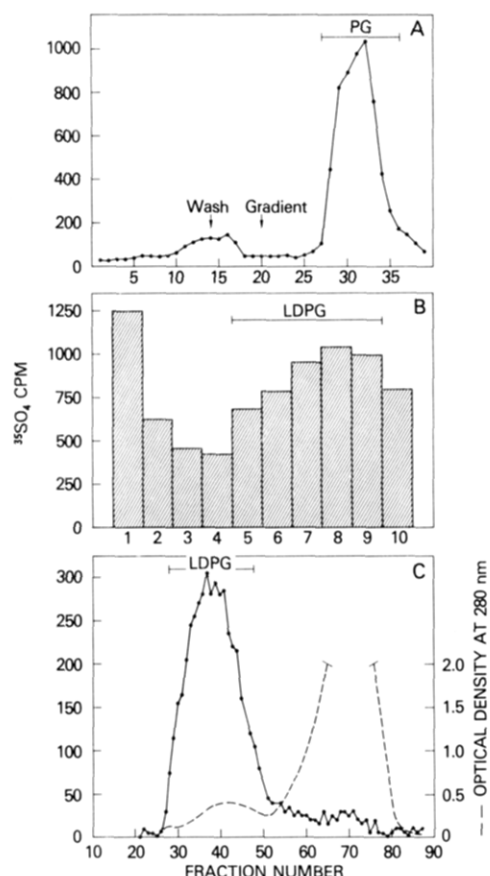 A
PG
1000
800
600
400
200
0
Wash
Gradient
5 10 15 20 25 30 35
B
LDPG
1250
1000
750
500
250
0
1 2 3 4 5 6 7 8 9 10
³⁵SO₄ CPM
C
LDPG
300
250
200
150
100
50
0
2.0
1.5
1.0
0.5
0
10 20 30 40 50 60 70 80 90
FRACTION NUMBER
OPTICAL DENSITY AT 280 nm